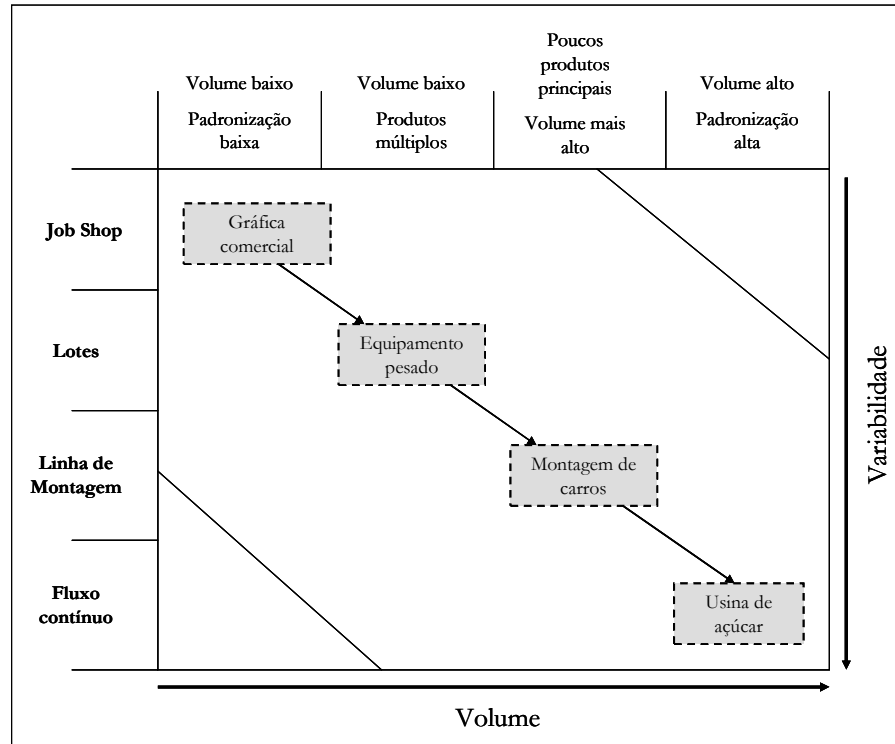 Volume baixo
Padronização
baixa
Volume baixo
Produtos
múltiplos
Poucos
produtos
principais
Volume mais
alto
Volume alto
Padronização
alta
Job Shop
Gráfica
comercial
Lotes
Equipamento
pesado
Linha de
Montagem
Montagem de
carros
Fluxo
contínuo
Usina de
açúcar
Variabilidade
Volume